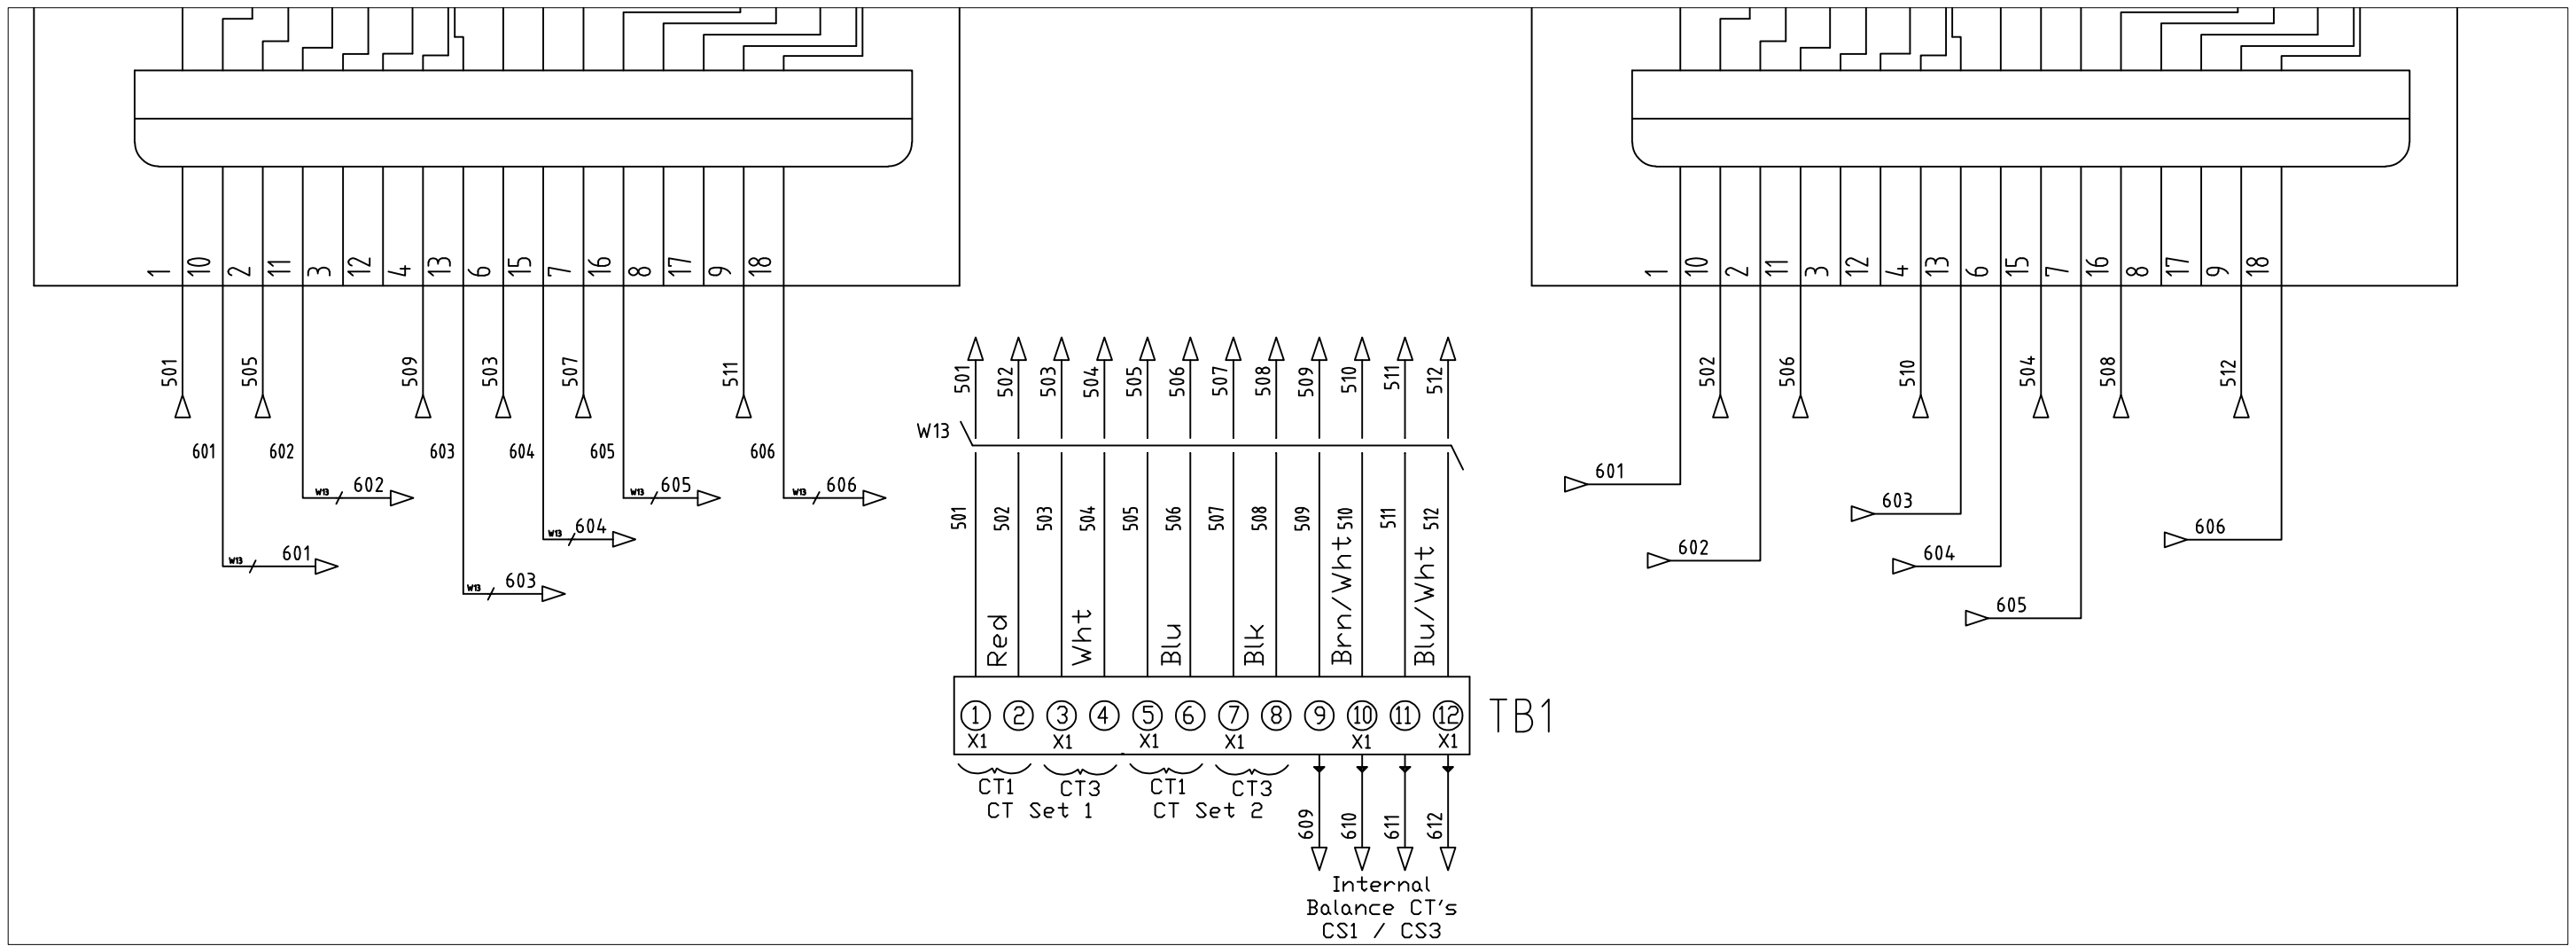 1 10 2 11 3 12 4 13 6 15 7 16 8 17 9 18
1 10 2 11 3 12 4 13 6 15 7 16 8 17 9 18
501 505 509 503 507 511
501 502 503 504 505 506 507 508 509 510 511 512
502 506 510 504 508 512
W13
601 602 603 604 605 606
601
W13 602
W13 605
W13 606
603
606
W13 604
W13 601
602
604
W13 603
605
501 502 503 504 505 506 507 508 509 510 511 512
Red Wht Blu Blk Brn/Wht Blu/Wht
1 2 3 4 5 6 7 8 9 10 11 12
TB1
X1 X1 X1 X1 X1 X1
CT1 CT3 CT1 CT3
CT Set 1 CT Set 2
609 610 611 612
Internal
Balance CT's
CS1 / CS3